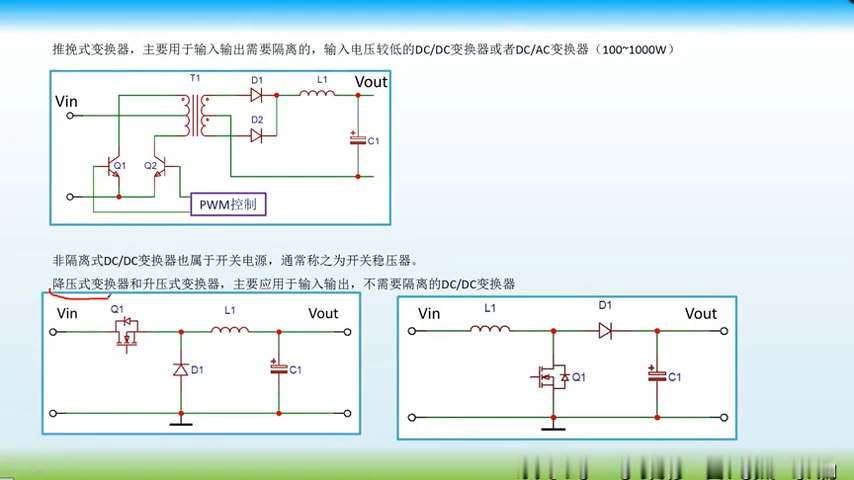 推挽式变换器，主要用于输入输出需要隔离的，输入电压较低的DC/DC变换器或者DC/AC变换器（100~1000W）
T1 D1 L1 Vout
Vin
D2
C1
Q1 Q2
PWM控制
非隔离式DC/DC变换器也属于开关电源，通常称之为开关稳压器。
降压式变换器和升压式变换器，主要应用于输入输出，不需要隔离的DC/DC变换器
Vin Q1 L1 Vout
D1 C1
Vin L1 D1 Vout
Q1 C1